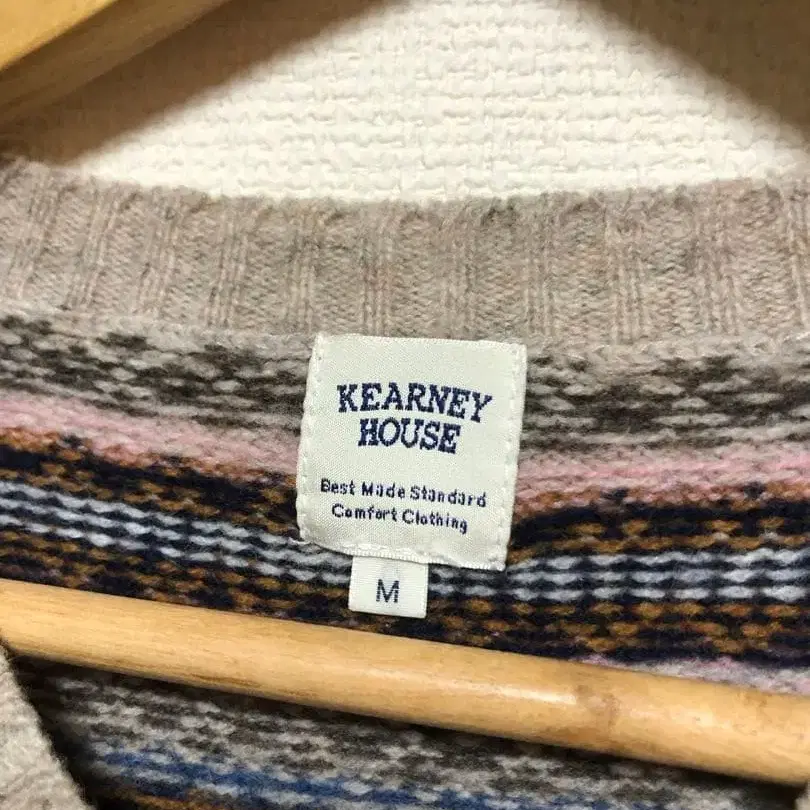 KEARNEY
HOUSE
Best Made Standard
Comfort Clothing
M